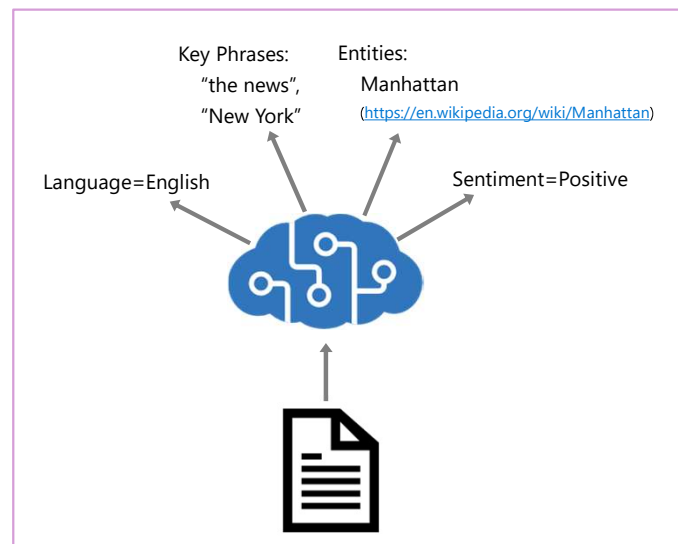 Key Phrases:
“the news”,
“New York”
Entities:
Manhattan
(https://en.wikipedia.org/wiki/Manhattan)
Language=English
Sentiment=Positive